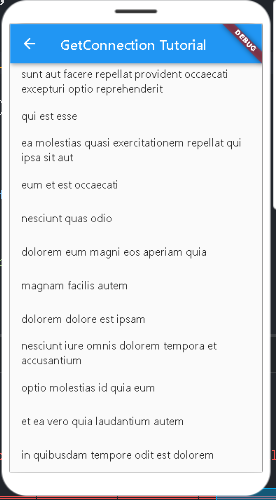 GetConnection Tutorial
DEBUG
sunt aut facere repellat provident occaecati
excepturi optio reprehenderit
qui est esse
ea molestias quasi exercitationem repellat qui
ipsa sit aut
eum et est occaecati
nesciunt quas odio
dolorem eum magni eos aperiam quia
magnam facilis autem
dolorem dolore est ipsam
nesciunt iure omnis dolorem tempora et
accusantium
optio molestias id quia eum
et ea vero quia laudantium autem
in quibusdam tempore odit est dolorem